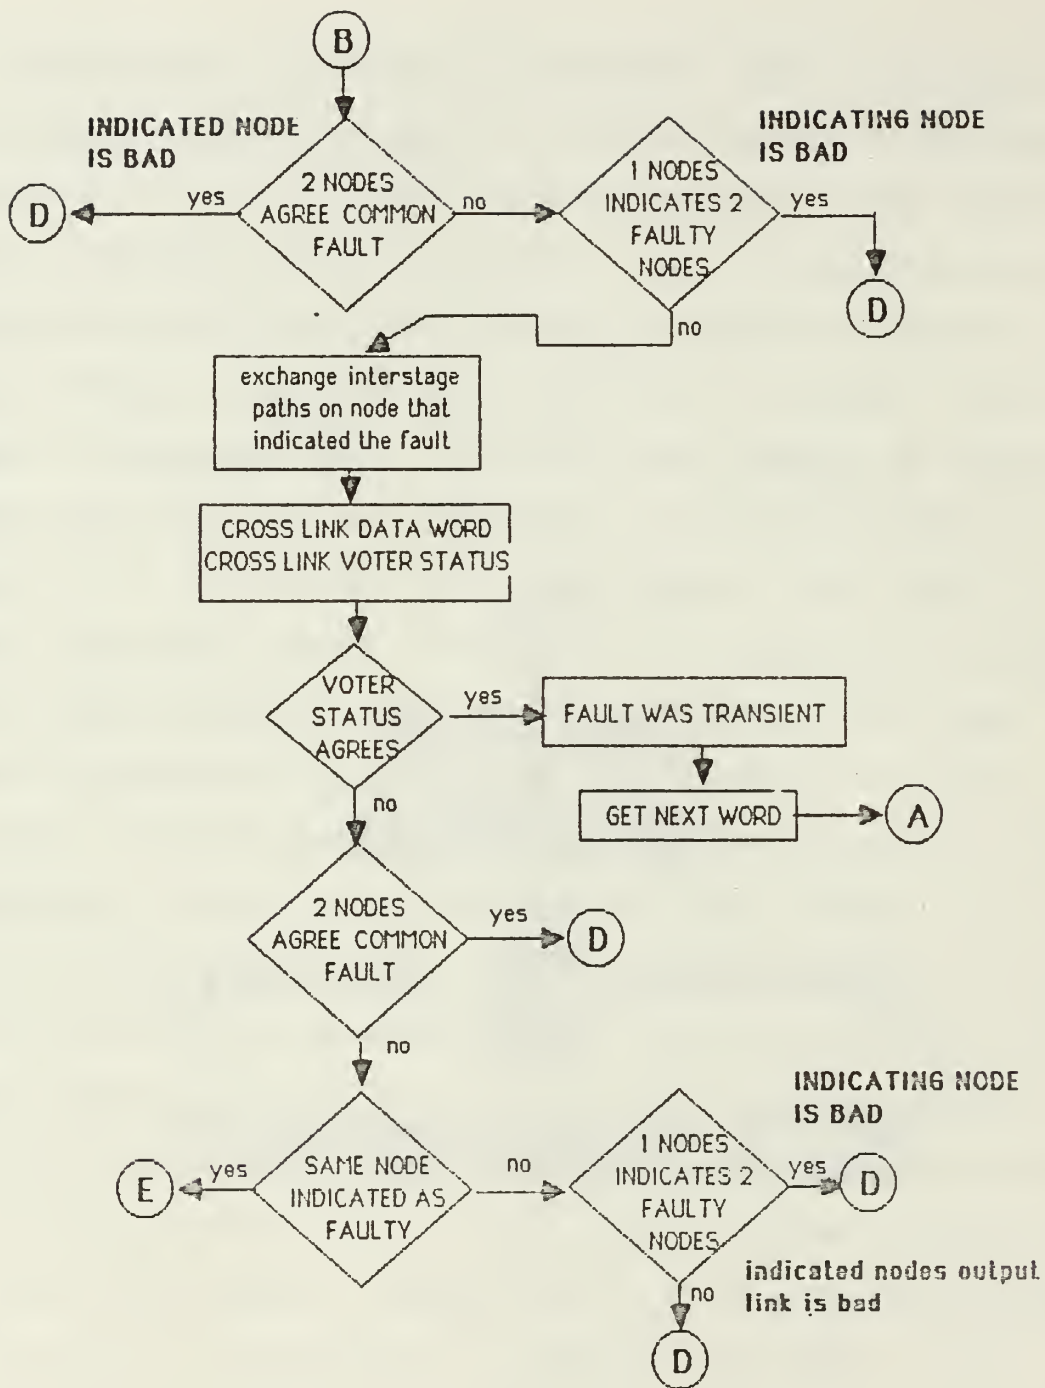 B
INDICATED NODE
IS BAD
INDICATING NODE
IS BAD
2 NODES
AGREE COMMON
FAULT
yes
D
no
1 NODES
INDICATES 2
FAULTY
NODES
yes
D
no
exchange interstage
paths on node that
indicated the fault
CROSS LINK DATA WORD
CROSS LINK VOTER STATUS
VOTER
STATUS
AGREES
yes
FAULT WAS TRANSIENT
GET NEXT WORD
A
no
2 NODES
AGREE COMMON
FAULT
yes
D
no
INDICATING NODE
IS BAD
SAME NODE
INDICATED AS
FAULTY
yes
E
no
1 NODES
INDICATES 2
FAULTY
NODES
yes
D
indicated nodes output
link is bad
no
D